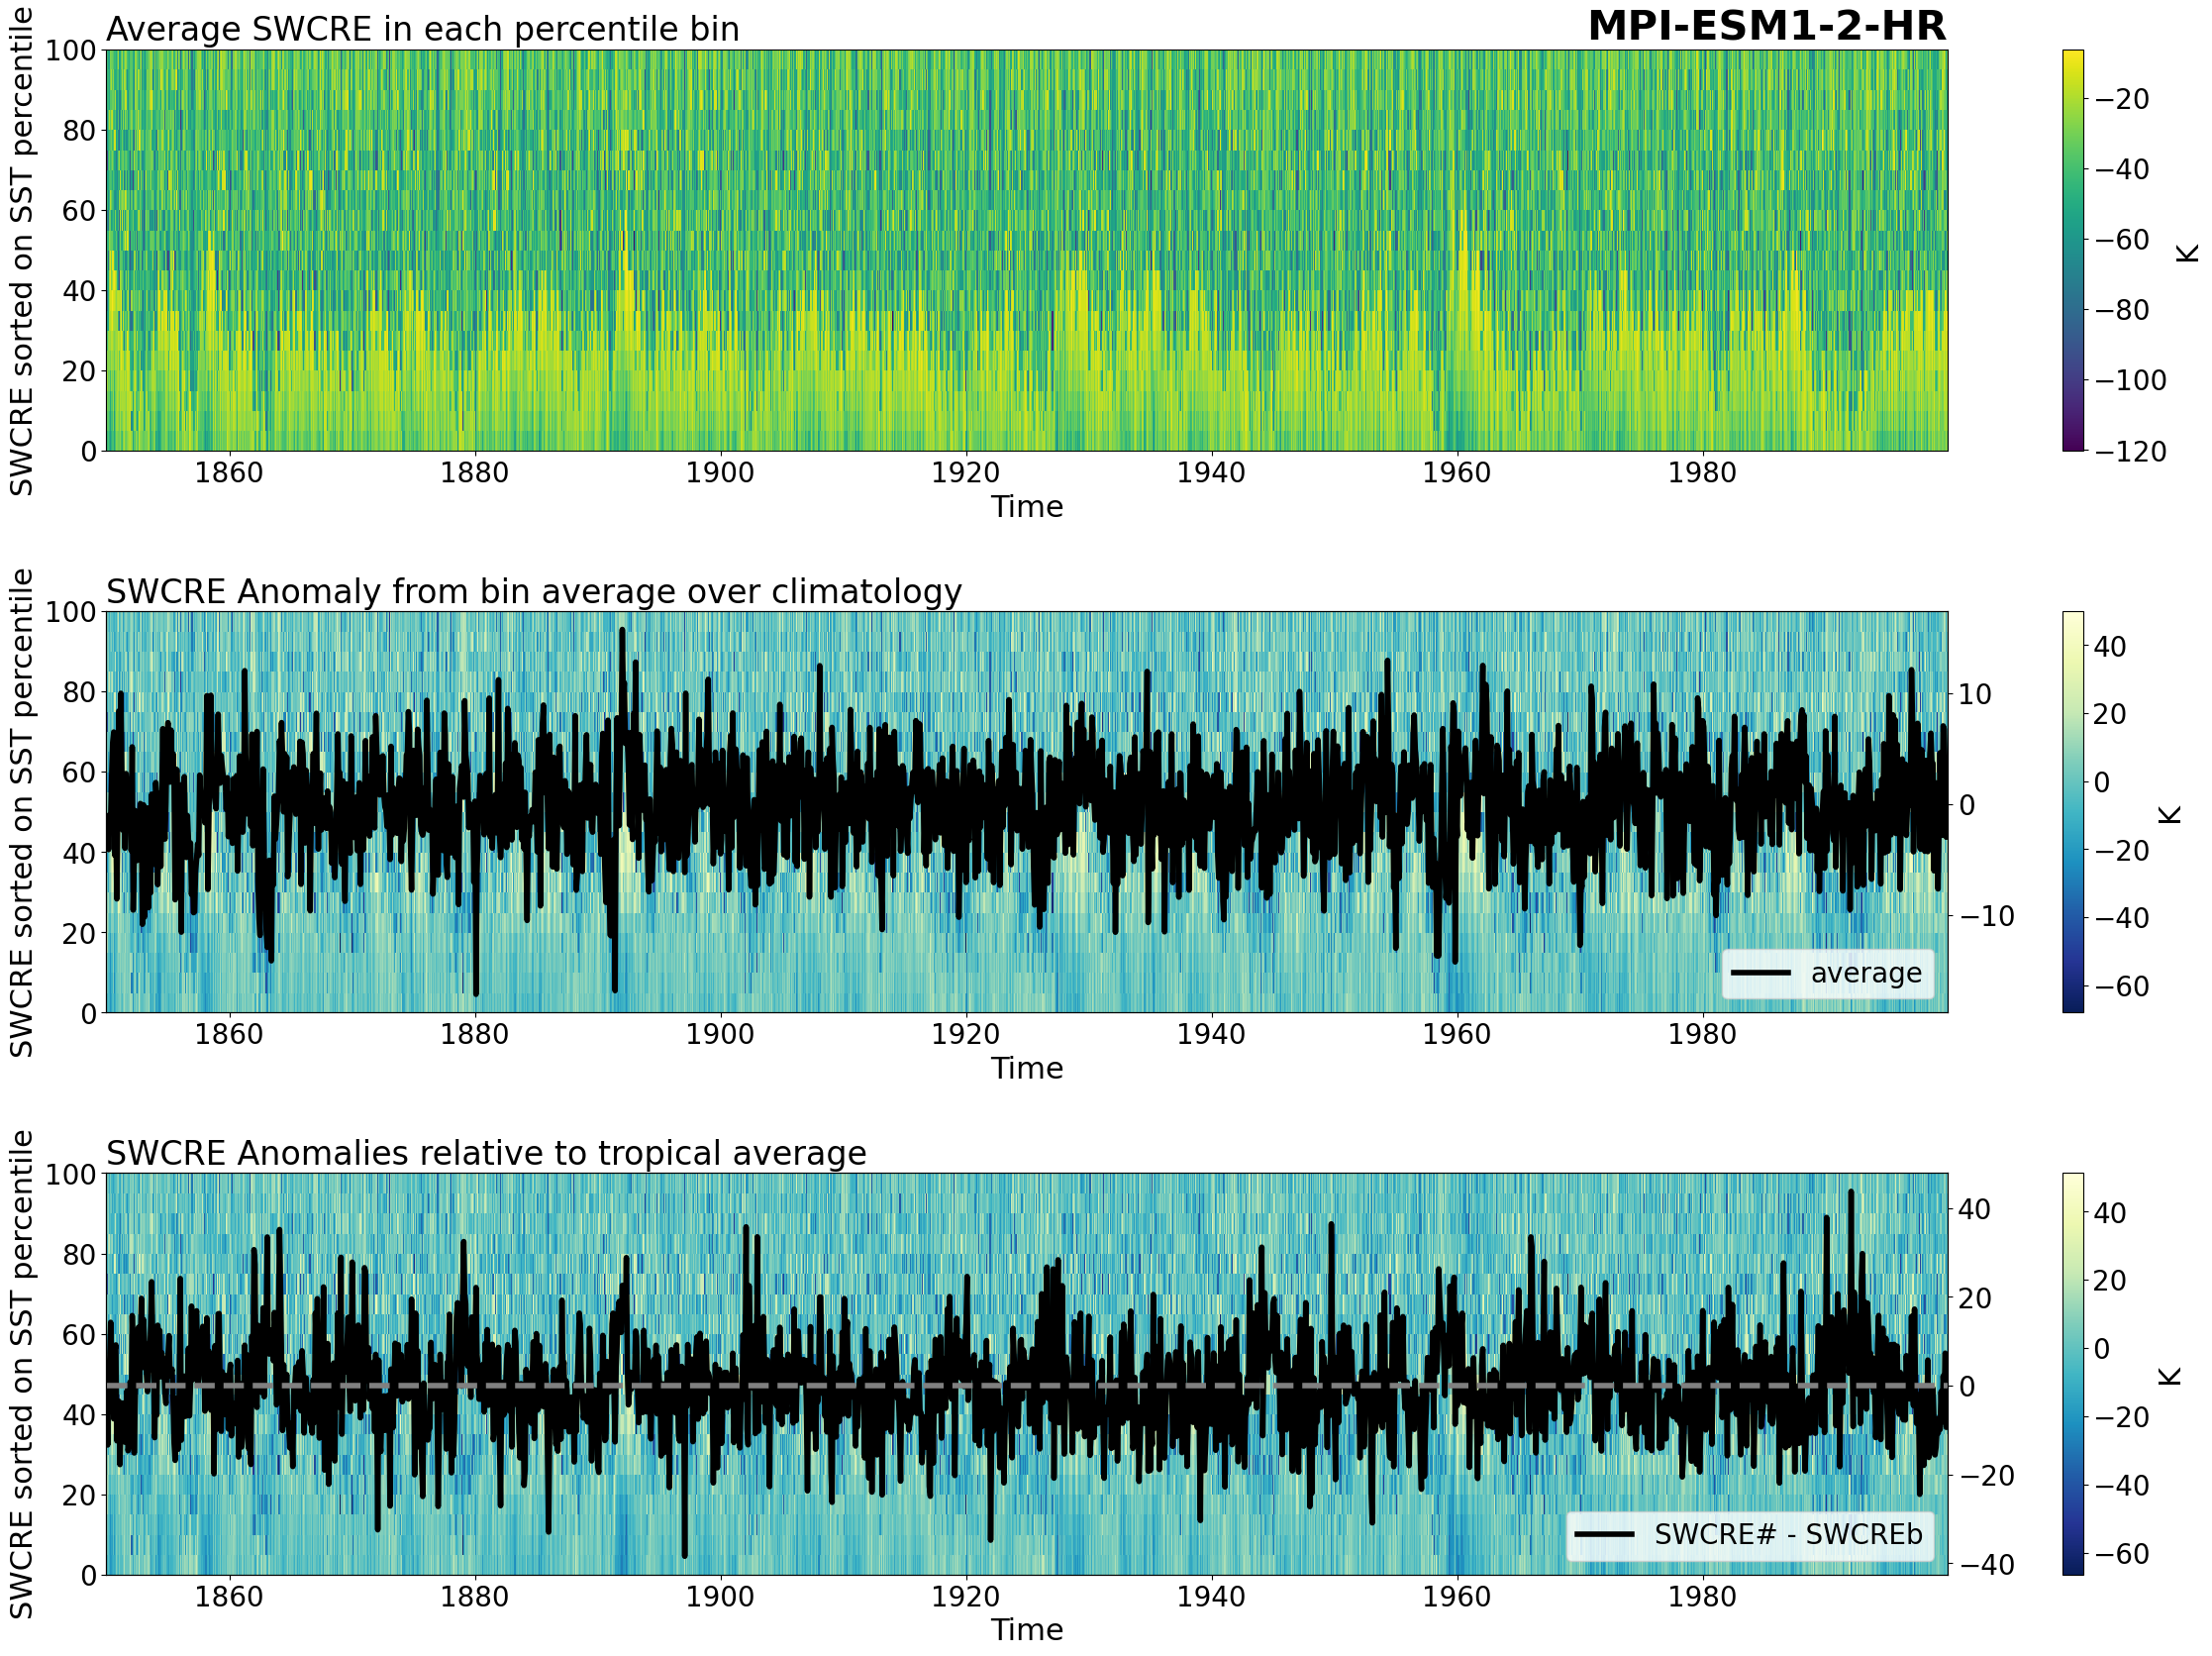 Average SWCRE in each percentile bin
MPI-ESM1-2-HR
SWCRE sorted on SST percentile
100
80
60
40
20
0
1860 1880 1900 1920 1940 1960 1980
Time
−20
−40
−60
−80
−100
−120
K
SWCRE Anomaly from bin average over climatology
SWCRE sorted on SST percentile
100
80
60
40
20
0
1860 1880 1900 1920 1940 1960 1980
Time
10
0
−10
average
40
20
0
−20
−40
−60
K
SWCRE Anomalies relative to tropical average
SWCRE sorted on SST percentile
100
80
60
40
20
0
1860 1880 1900 1920 1940 1960 1980
Time
40
20
0
−20
−40
SWCRE# - SWCREb
40
20
0
−20
−40
−60
K